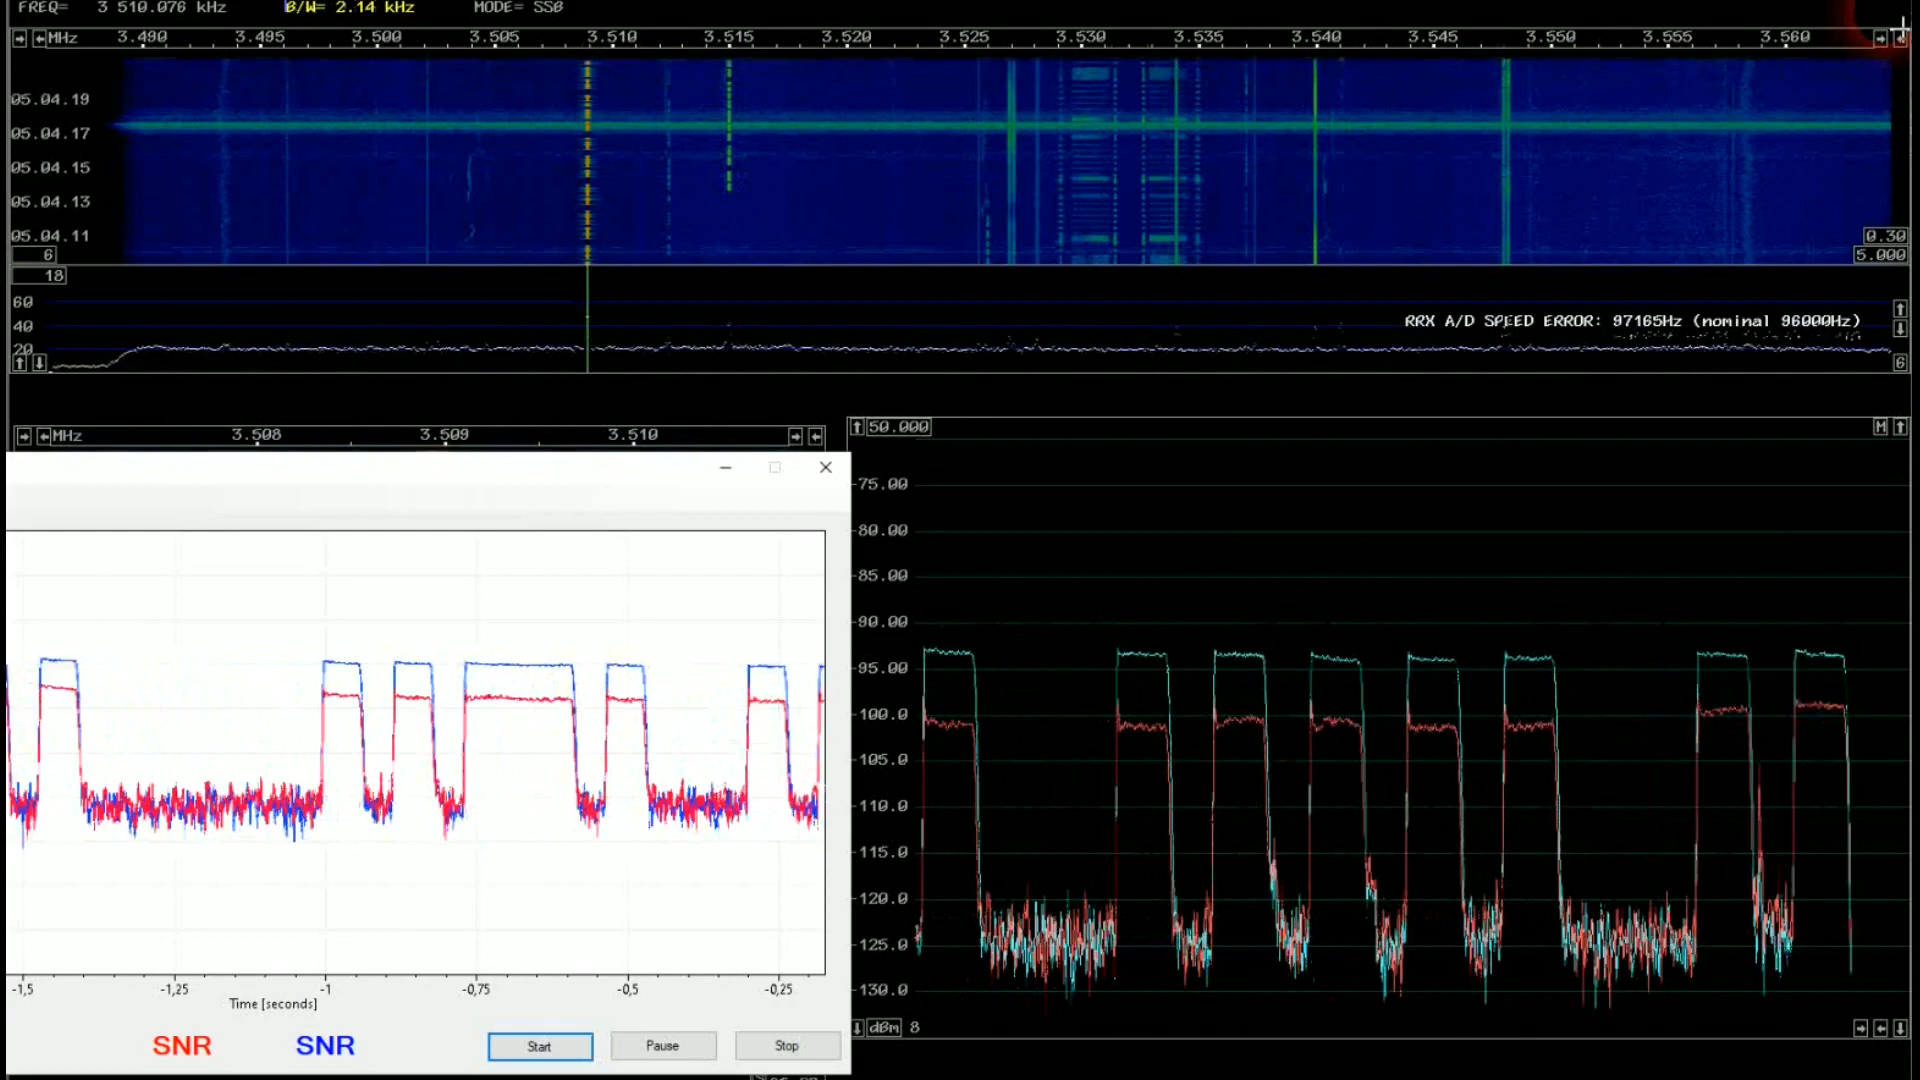 FREQ= 3 510.076 kHz B/W= 2.14 kHz MODE= SSB
MHz 3.490 3.495 3.500 3.505 3.510 3.515 3.520 3.525 3.530 3.535 3.540 3.545 3.550 3.555 3.560
05.04.19
05.04.17
05.04.15
05.04.13
05.04.11
0.30
6
5.000
18
60
40
20
RRX A/D SPEED ERROR: 97165Hz (nominal 96000Hz)
6
MHz 3.508 3.509 3.510
50.000
M
-75.00
-80.00
-85.00
-90.00
-95.00
-100.0
-105.0
-110.0
-115.0
-120.0
-125.0
-130.0
dBm 8
-1,5 -1,25 -1 -0,75 -0,5 -0,25
Time [seconds]
SNR SNR Start Pause Stop